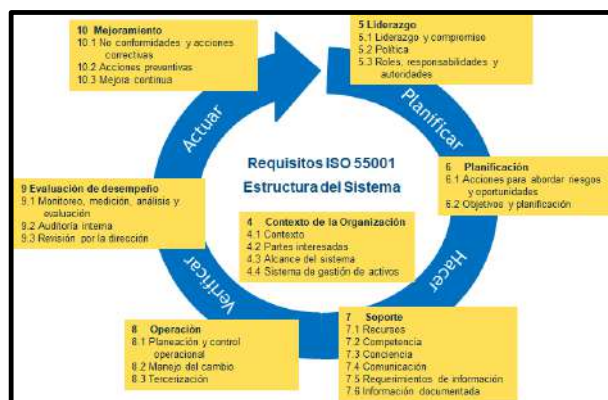 10 Mejoramiento
10.1 No conformidades y acciones
correctivas
10.2 Acciones preventivas
10.3 Mejora continua
5 Liderazgo
5.1 Liderazgo y compromiso
5.2 Política
5.3 Roles, responsabilidades y
autoridades
Actuar
Planificar
Requisitos ISO 55001
Estructura del Sistema
9 Evaluación de desempeño
9.1 Monitoreo, medición, análisis y
evaluación
9.2 Auditoría interna
9.3 Revisión por la dirección
6 Planificación
6.1 Acciones para abordar riesgos
y oportunidades
6.2 Objetivos y planificación
4 Contexto de la Organización
4.1 Contexto
4.2 Partes interesadas
4.3 Alcance del sistema
4.4 Sistema de gestión de activos
Verificar
Hacer
8 Operación
8.1 Planeación y control
operacional
8.2 Manejo del cambio
8.3 Tercerización
7 Soporte
7.1 Recursos
7.2 Competencia
7.3 Conciencia
7.4 Comunicación
7.5 Requerimientos de información
7.6 Información documentada